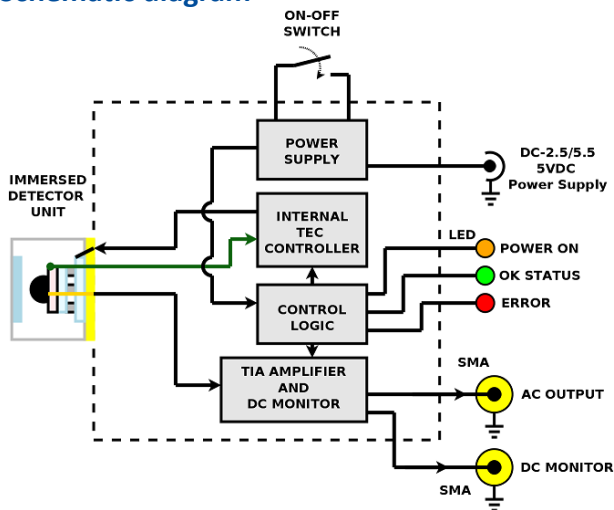 Schematic diagram
ON-OFF
SWITCH
POWER
SUPPLY
DC-2.5/5.5
5VDC
Power Supply
IMMERSED
DETECTOR
UNIT
INTERNAL
TEC
CONTROLLER
LED
POWER ON
OK STATUS
ERROR
CONTROL
LOGIC
TIA AMPLIFIER
AND
DC MONITOR
SMA
AC OUTPUT
DC MONITOR
SMA